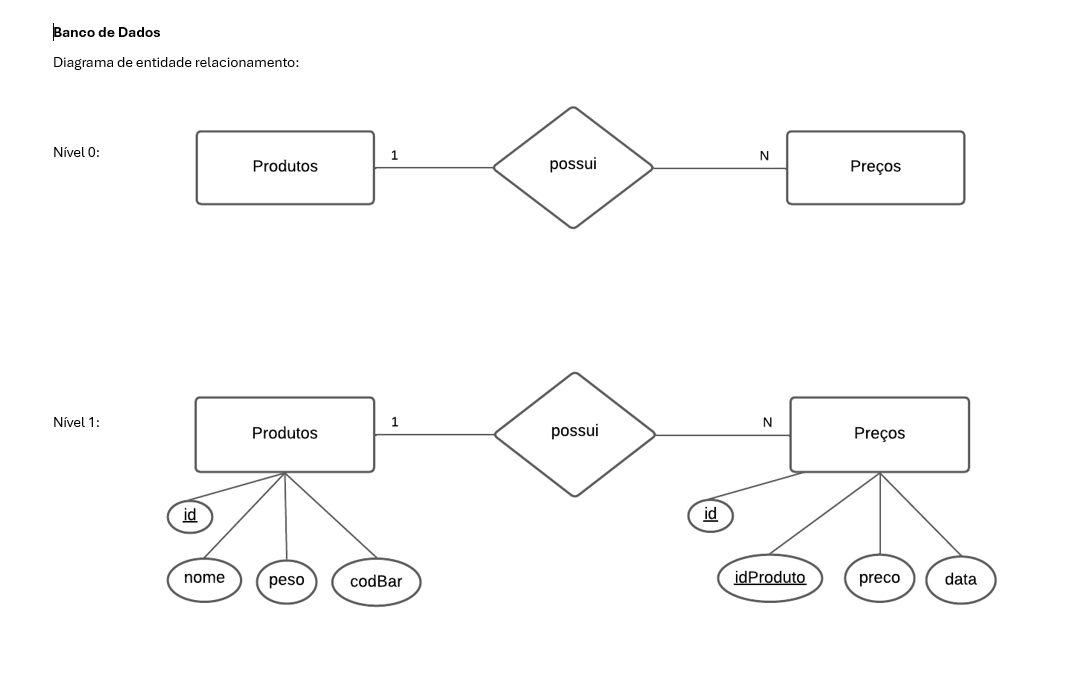 Banco de Dados
Diagrama de entidade relacionamento:
Nível 0:
Produtos
1
possui
N
Preços
Nível 1:
Produtos
1
possui
N
Preços
id
nome
peso
codBar
id
idProduto
preco
data